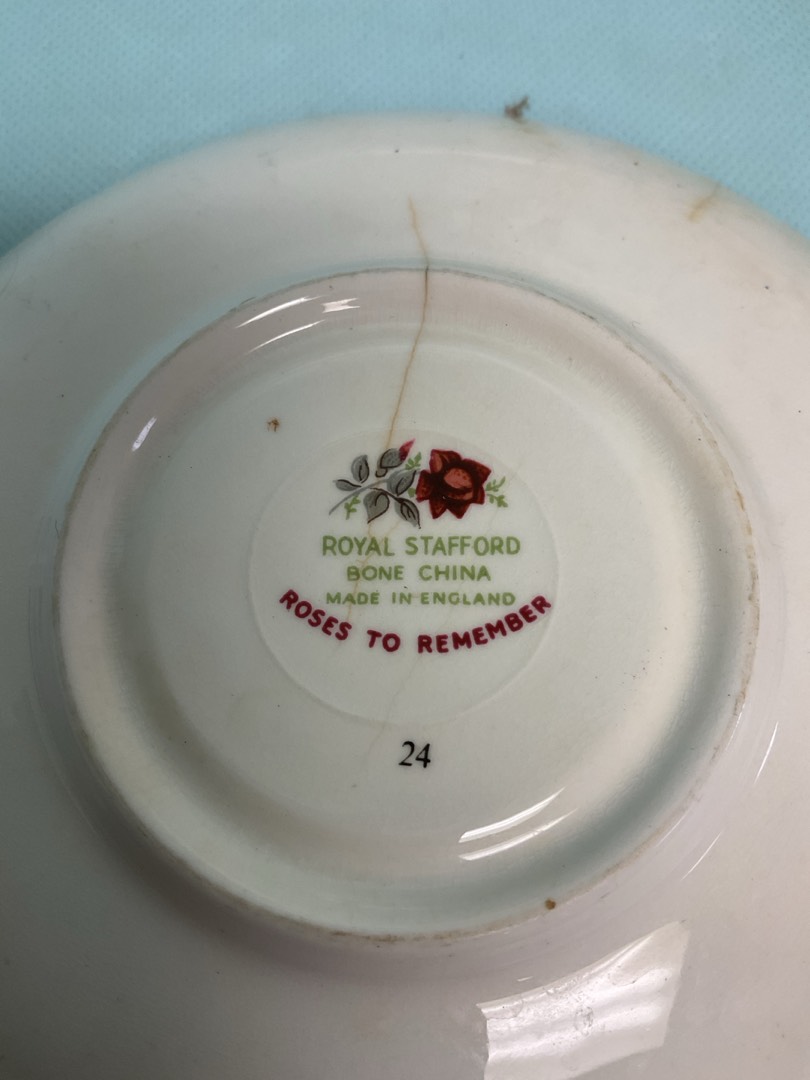 ROYAL STAFFORD
BONE CHINA
MADE IN ENGLAND
ROSES TO REMEMBER
24